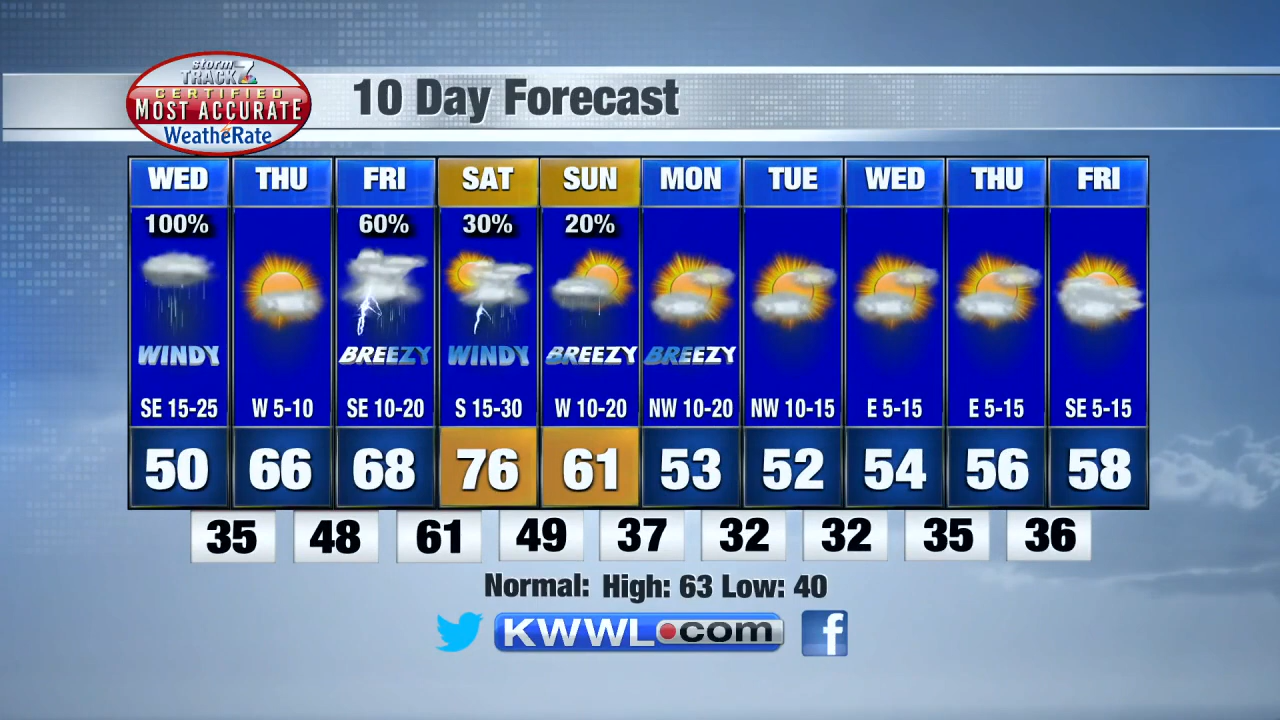 storm
TRACK 7
CERTIFIED
MOST ACCURATE
WeatheRate
10 Day Forecast
WED THU FRI SAT SUN MON TUE WED THU FRI
100% 60% 30% 20%
WINDY BREEZY WINDY BREEZY BREEZY
SE 15-25 W 5-10 SE 10-20 S 15-30 W 10-20 NW 10-20 NW 10-15 E 5-15 E 5-15 SE 5-15
50 66 68 76 61 53 52 54 56 58
35 48 61 49 37 32 32 35 36
Normal: High: 63 Low: 40
KWWL.com f